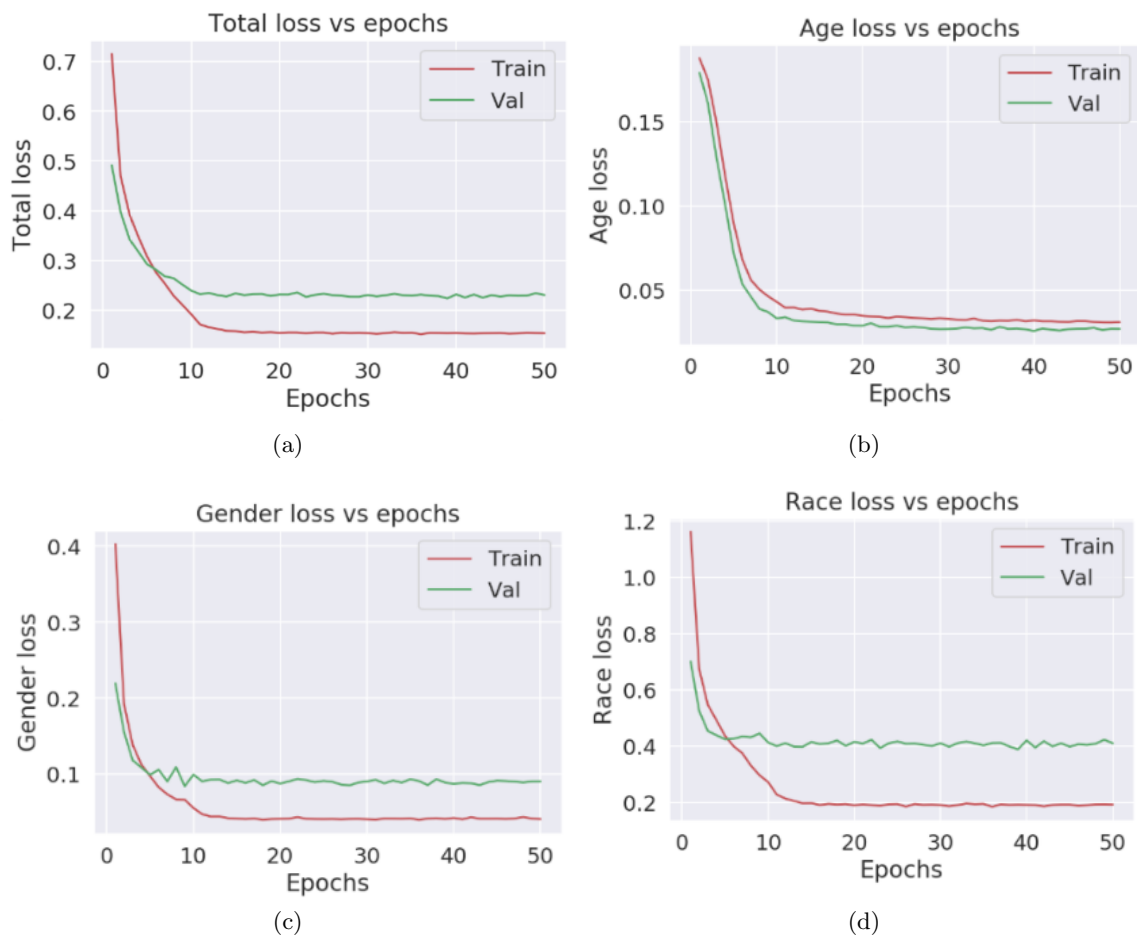 Total loss vs epochs
Total loss
0.7
0.6
0.5
0.4
0.3
0.2
Train
Val
0 10 20 30 40 50
Epochs
(a)
Age loss vs epochs
Age loss
0.15
0.10
0.05
Train
Val
0 10 20 30 40 50
Epochs
(b)
Gender loss vs epochs
Gender loss
0.4
0.3
0.2
0.1
Train
Val
0 10 20 30 40 50
Epochs
(c)
Race loss vs epochs
Race loss
1.2
1.0
0.8
0.6
0.4
0.2
Train
Val
0 10 20 30 40 50
Epochs
(d)